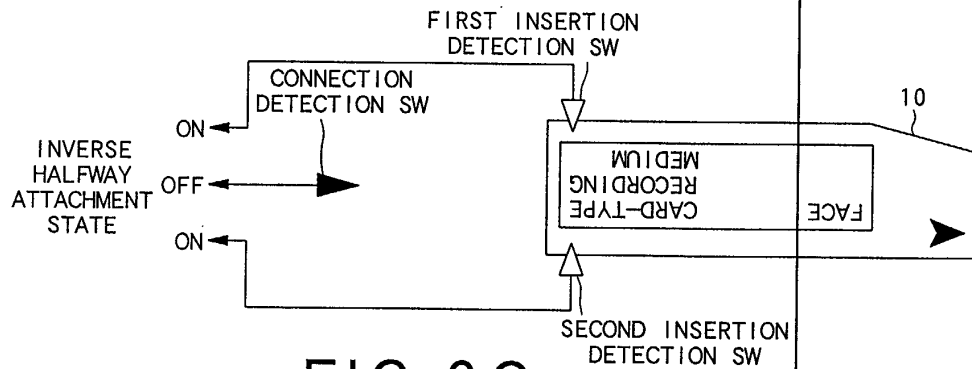 FIRST INSERTION
DETECTION SW
CONNECTION
DETECTION SW
10
ON
INVERSE
HALFWAY
ATTACHMENT
STATE
OFF
ON
CARD-TYPE
RECORDING
MEDIUM
FACE
SECOND INSERTION
DETECTION SW